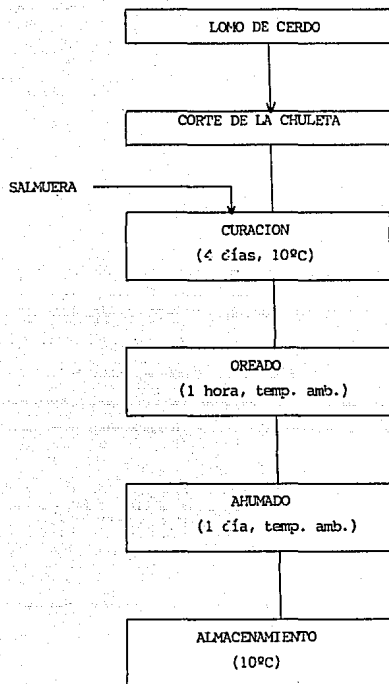 LOMO DE CERDO
CORTE DE LA CHULETA
SALMUERA
CURACION
(4 días, 10ºC)
OREADO
(1 hora, temp. amb.)
AHUMADO
(1 día, temp. amb.)
ALMACENAMIENTO
(10ºC)